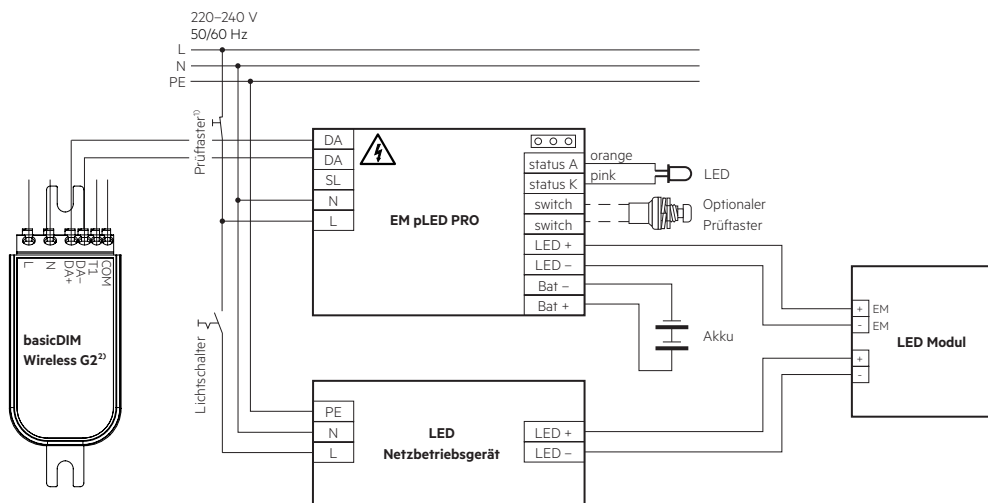 220–240 V
50/60 Hz
L
N
PE
Prüftaster¹⁾
DA
DA
SL
N
L
EM pLED PRO
status A
status K
switch
switch
LED +
LED –
Bat –
Bat +
orange
pink
LED
Optionaler
Prüftaster
Akku
L
N
DA+
DA-
T1
COM
basicDIM
Wireless G2²⁾
Lichtschalter
PE
N
L
LED
Netzbetriebsgerät
LED +
LED –
+ EM
- EM
+
-
LED Modul